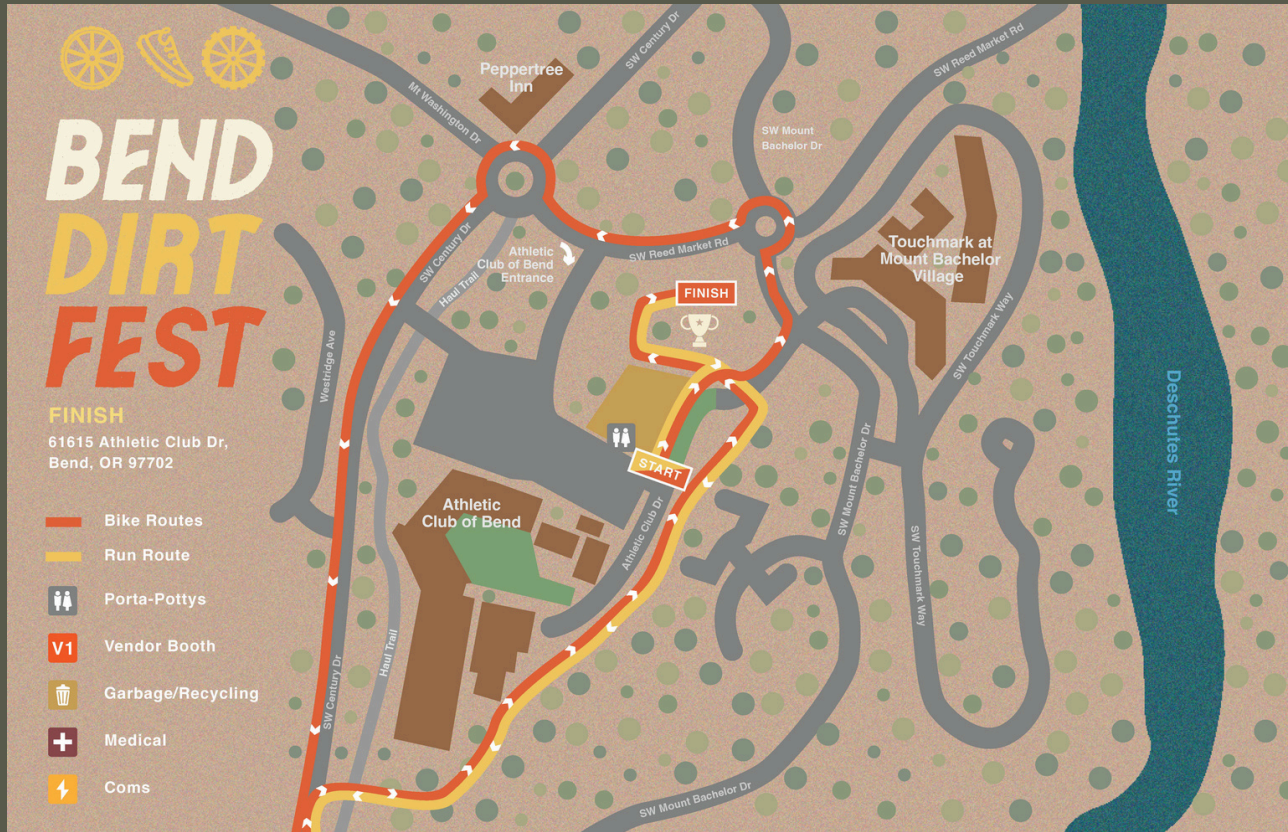 BEND
DIRT
FEST
FINISH
61615 Athletic Club Dr,
Bend, OR 97702
Bike Routes
Run Route
Porta-Pottys
V1
Vendor Booth
Garbage/Recycling
Medical
Coms
Peppertree
Inn
Mt Washington Dr
SW Century Dr
SW Mount
Bachelor Dr
SW Reed Market Rd
SW Century Dr
Haul Trail
Athletic
Club of Bend
Entrance
SW Reed Market Rd
Touchmark at
Mount Bachelor
Village
FINISH
Westridge Ave
SW Touchmark Way
START
Athletic
Club of Bend
Athletic Club Dr
SW Mount Bachelor Dr
SW Touchmark Way
Deschutes River
Haul Trail
SW Century Dr
SW Mount Bachelor Dr